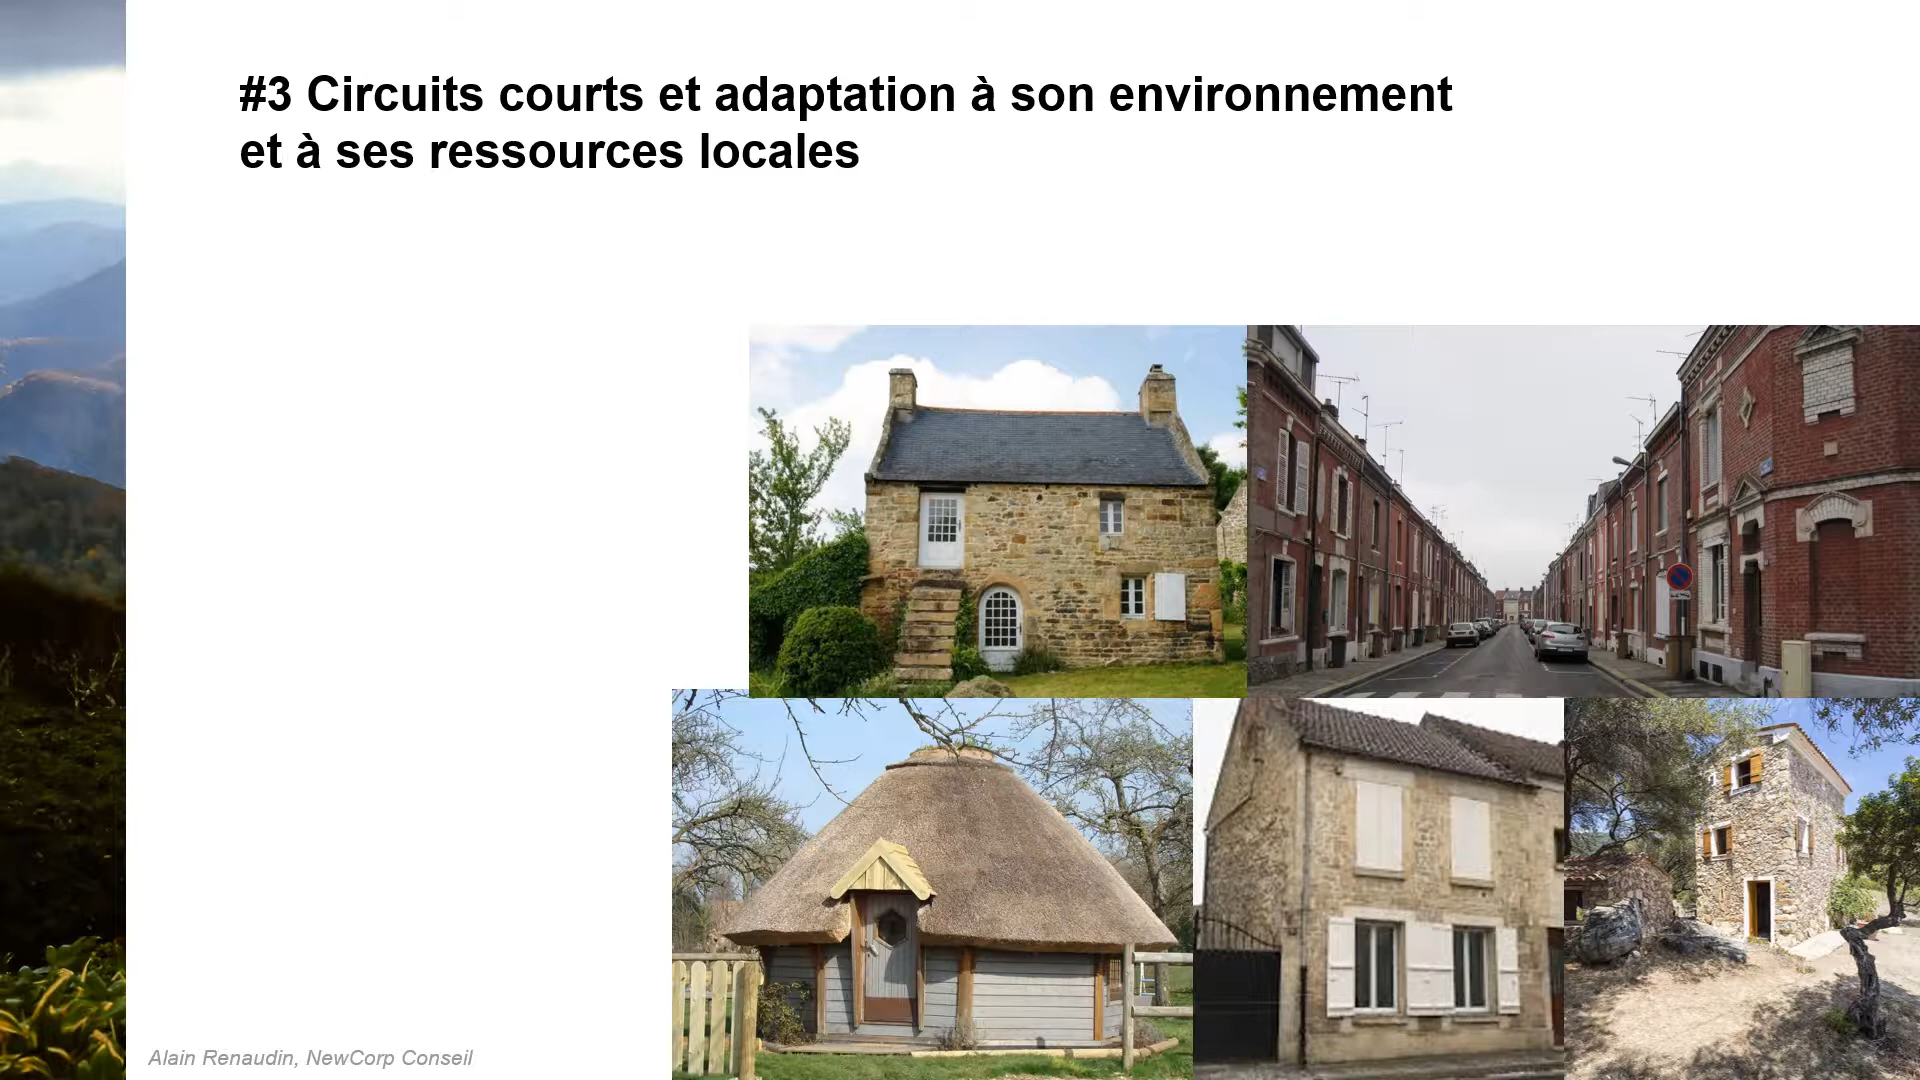 #3 Circuits courts et adaptation à son environnement
et à ses ressources locales
Alain Renaudin, NewCorp Conseil